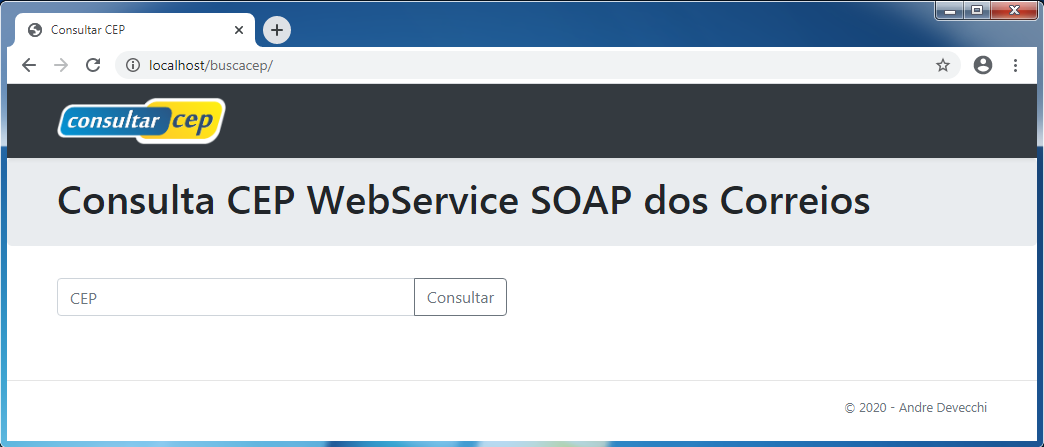 Consultar CEP
localhost/buscacep/
consultar cep
Consulta CEP WebService SOAP dos Correios
CEP
Consultar
© 2020 - Andre Devecchi